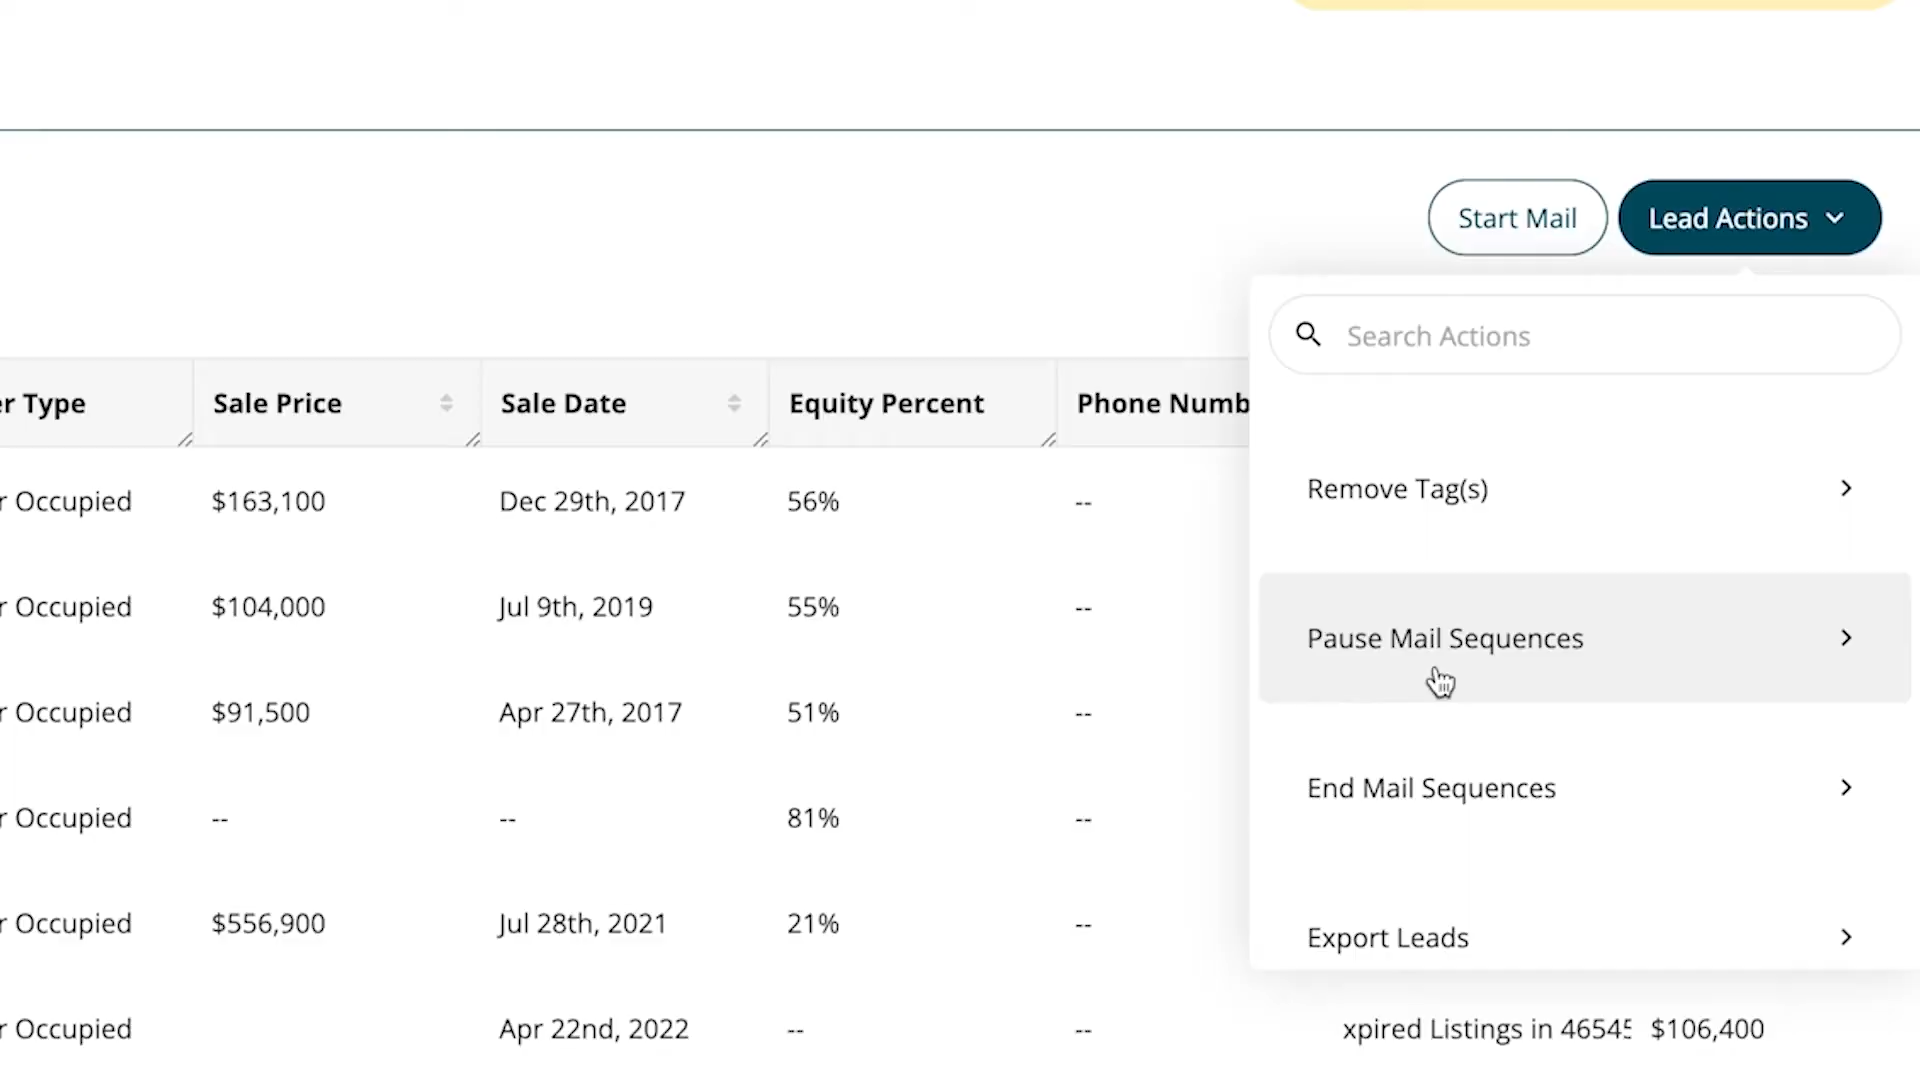 Start Mail
Lead Actions
Search Actions
er Type Sale Price Sale Date Equity Percent Phone Numb
Remove Tag(s)
r Occupied $163,100 Dec 29th, 2017 56% --
r Occupied $104,000 Jul 9th, 2019 55% --
Pause Mail Sequences
r Occupied $91,500 Apr 27th, 2017 51% --
End Mail Sequences
r Occupied -- -- 81% --
r Occupied $556,900 Jul 28th, 2021 21% --
Export Leads
r Occupied Apr 22nd, 2022 -- -- xpired Listings in 46545 $106,400